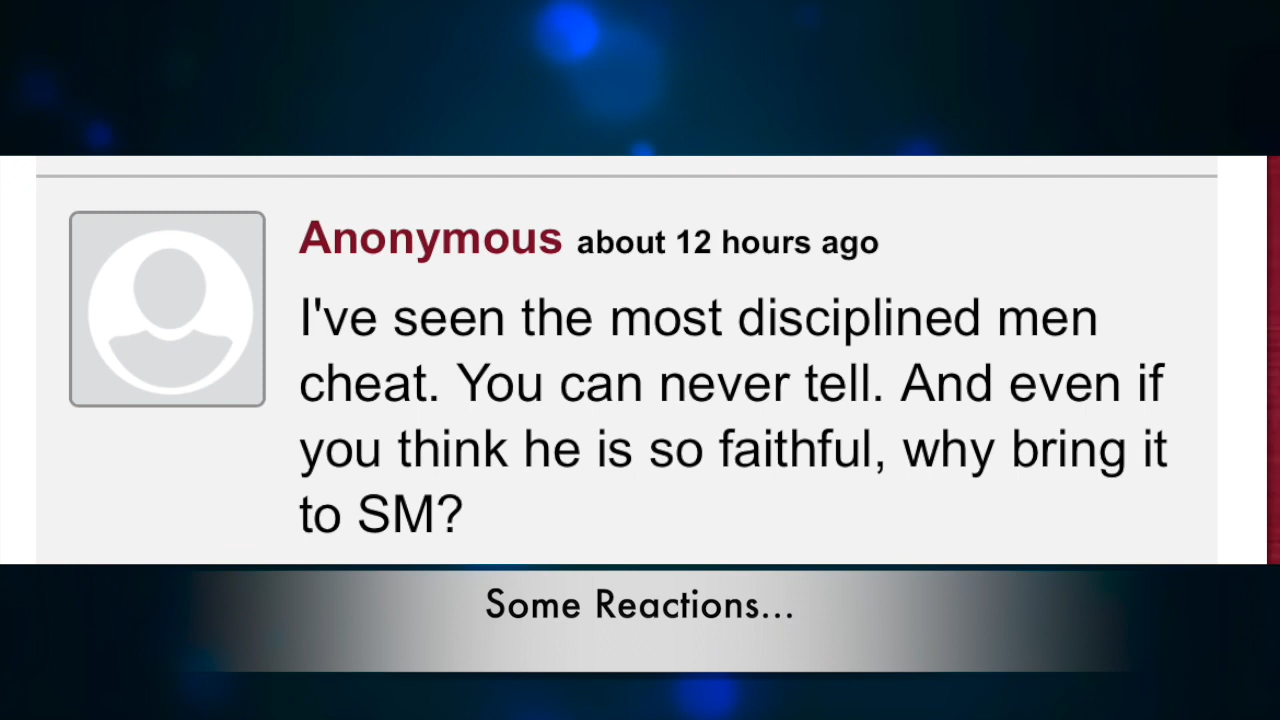 Anonymous about 12 hours ago
I've seen the most disciplined men
cheat. You can never tell. And even if
you think he is so faithful, why bring it
to SM?
Some Reactions...